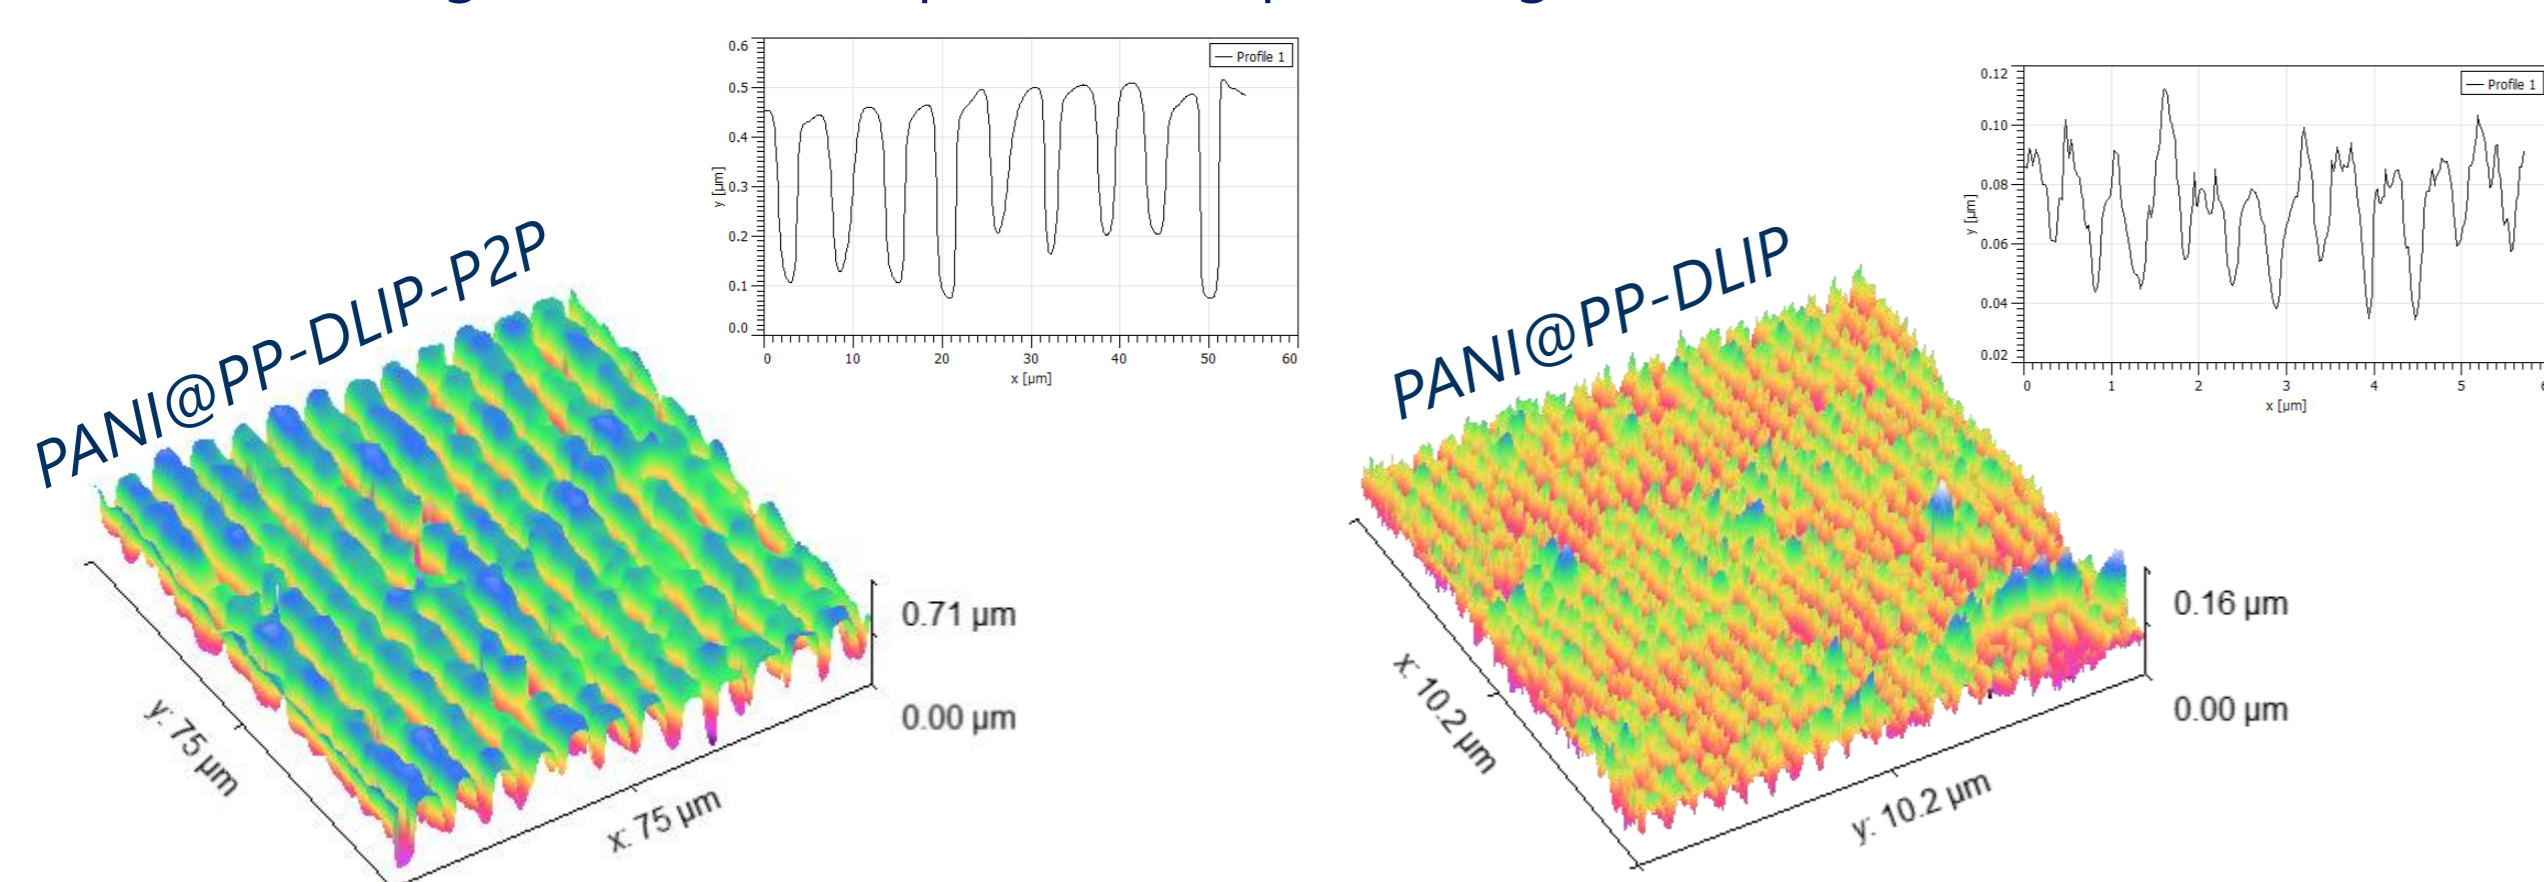 PANI@PP-DLIP-P2P
0.6
0.5
0.4
0.3
0.2
0.1
0.0
y [µm]
Profile 1
0 10 20 30 40 50 60
x [µm]
y: 75 µm
x: 75 µm
0.71 µm
0.00 µm
PANI@PP-DLIP
0.12
0.10
0.08
0.06
0.04
0.02
y [µm]
Profile 1
0 1 2 3 4 5 6
x [µm]
x: 10.2 µm
y: 10.2 µm
0.16 µm
0.00 µm